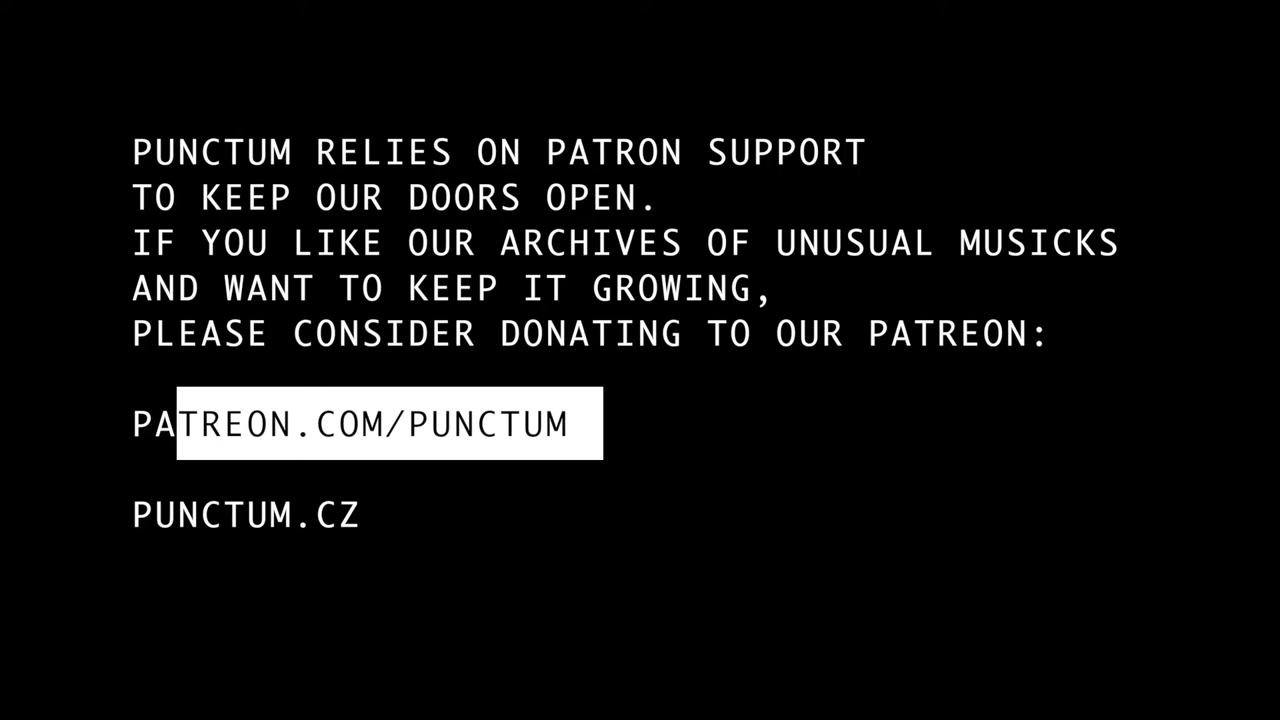 PUNCTUM RELIES ON PATRON SUPPORT
TO KEEP OUR DOORS OPEN.
IF YOU LIKE OUR ARCHIVES OF UNUSUAL MUSICKS
AND WANT TO KEEP IT GROWING,
PLEASE CONSIDER DONATING TO OUR PATREON:
PATREON.COM/PUNCTUM
PUNCTUM.CZ